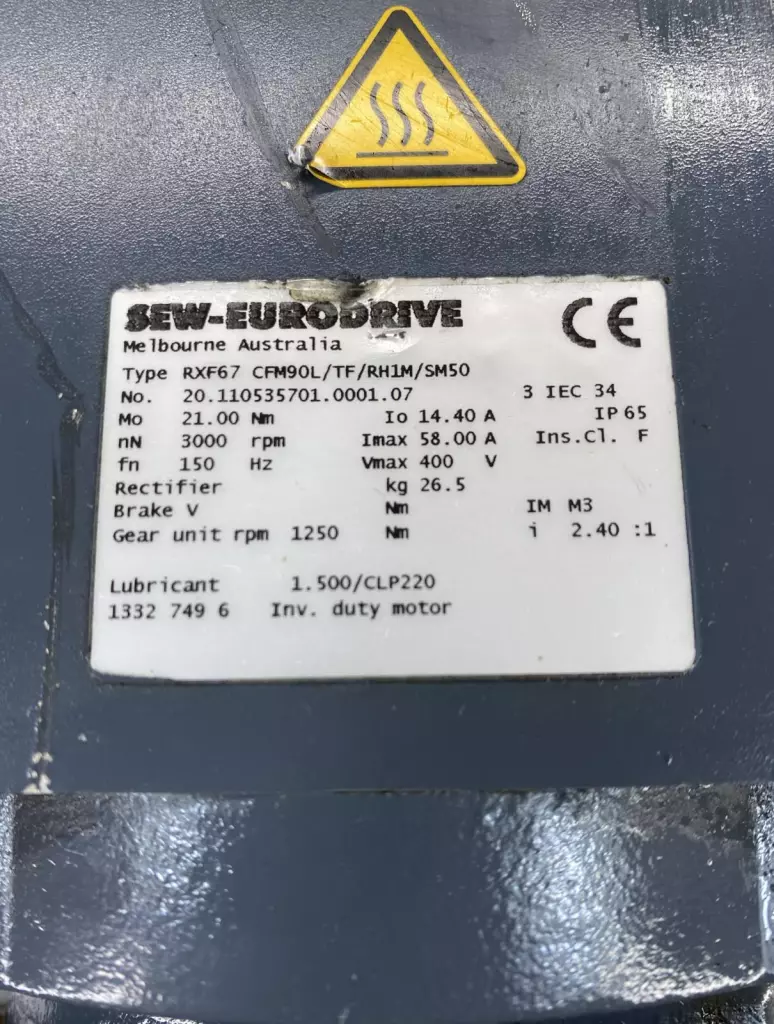 SEW-EURODRIVE CE
Melbourne Australia
Type RXF67 CFM90L/TF/RH1M/SM50
No. 20.110535701.0001.07 3 IEC 34
Mo 21.00 Nm Io 14.40 A IP 65
nN 3000 rpm Imax 58.00 A Ins.Cl. F
fn 150 Hz Vmax 400 V
Rectifier kg 26.5
Brake V Nm IM M3
Gear unit rpm 1250 Nm i 2.40 :1
Lubricant 1.500/CLP220
1332 749 6 Inv. duty motor